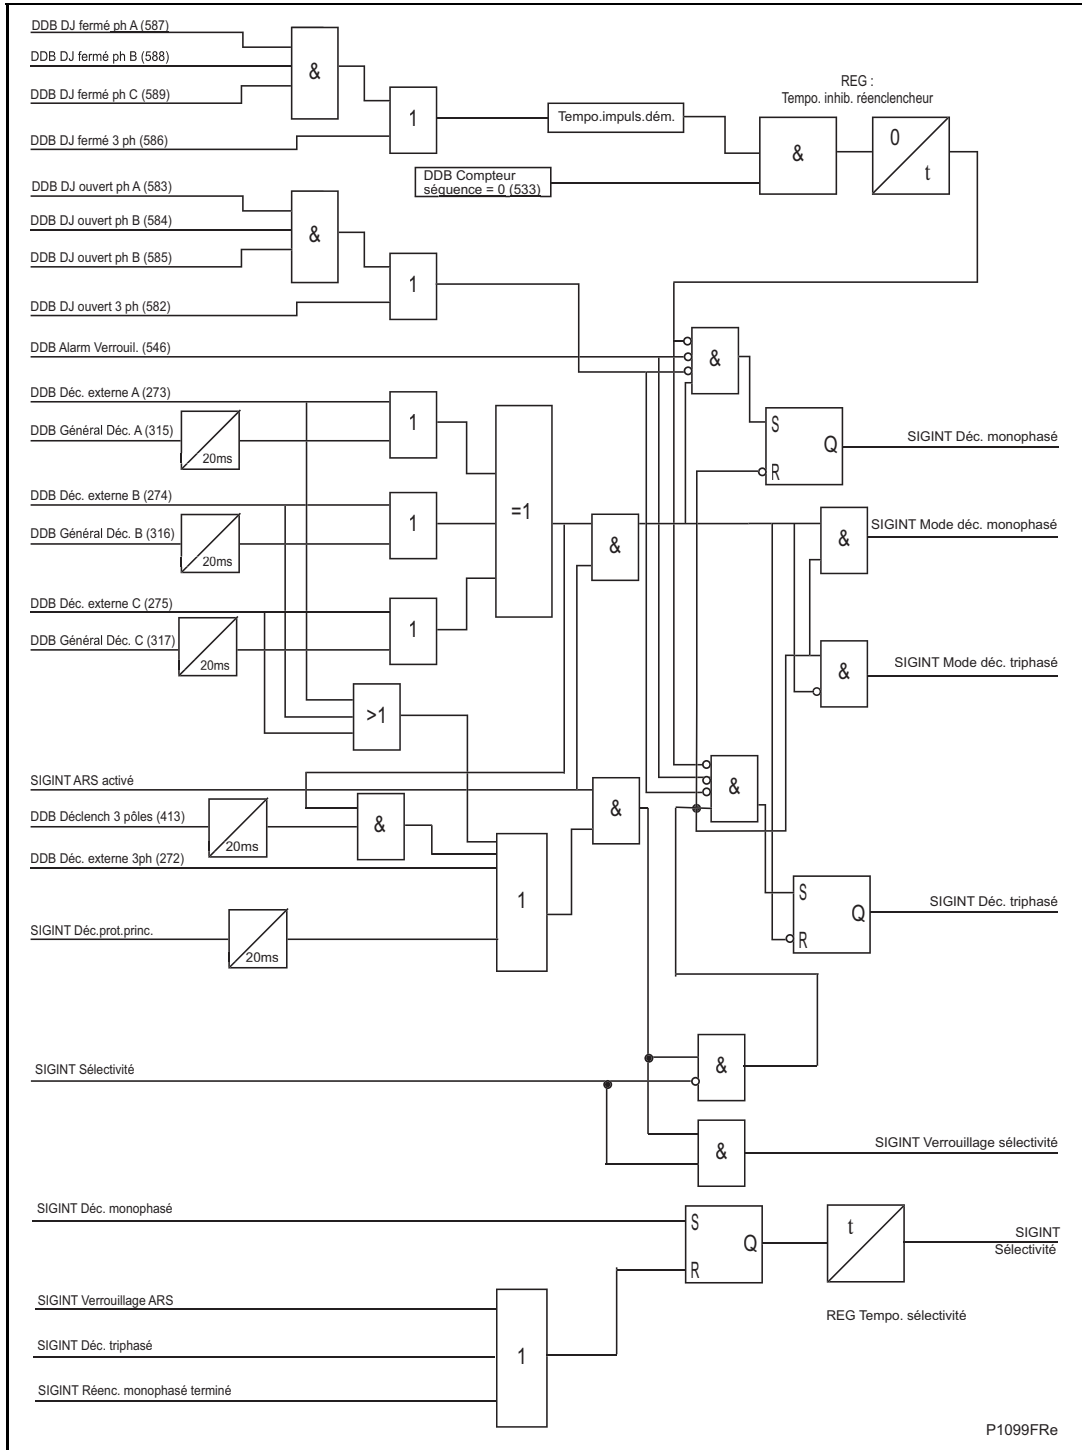 DDB DJ fermé ph A (587)
DDB DJ fermé ph B (588)
&
DDB DJ fermé ph C (589)
REG :
Tempo. inhib. réenclencheur
1
Tempo.impuls.dém.
DDB DJ fermé 3 ph (586)
&
0
t
DDB Compteur
séquence = 0 (533)
DDB DJ ouvert ph A (583)
DDB DJ ouvert ph B (584)
&
DDB DJ ouvert ph B (585)
1
DDB DJ ouvert 3 ph (582)
DDB Alarm Verrouil. (546)
&
DDB Déc. externe A (273)
1
DDB Général Déc. A (315)
20ms
S
Q
R
SIGINT Déc. monophasé
DDB Déc. externe B (274)
=1
1
DDB Général Déc. B (316)
20ms
&
&
SIGINT Mode déc. monophasé
DDB Déc. externe C (275)
1
DDB Général Déc. C (317)
20ms
&
SIGINT Mode déc. triphasé
>1
SIGINT ARS activé
&
&
DDB Déclench 3 pôles (413)
20ms
&
DDB Déc. externe 3ph (272)
1
S
Q
R
SIGINT Déc. triphasé
SIGINT Déc.prot.princ.
20ms
SIGINT Sélectivité
&
&
SIGINT Verrouillage sélectivité
SIGINT Déc. monophasé
S
Q
R
t
SIGINT
Sélectivité
SIGINT Verrouillage ARS
REG Tempo. sélectivité
SIGINT Déc. triphasé
1
SIGINT Réenc. monophasé terminé
P1099FRe